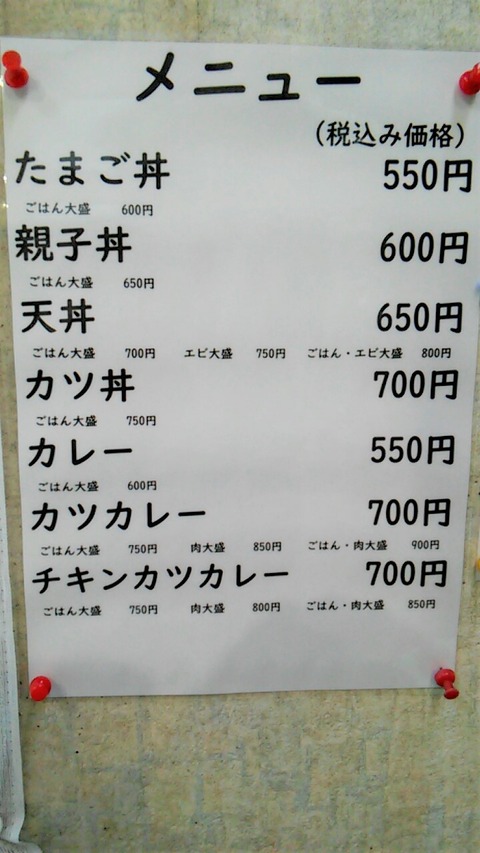 メニュー
（税込み価格）
たまご丼 550円
ごはん大盛 600円
親子丼 600円
ごはん大盛 650円
天丼 650円
ごはん大盛 700円 エビ大盛 750円 ごはん・エビ大盛 800円
カツ丼 700円
ごはん大盛 750円
カレー 550円
ごはん大盛 600円
カツカレー 700円
ごはん大盛 750円 肉大盛 850円 ごはん・肉大盛 900円
チキンカツカレー 700円
ごはん大盛 750円 肉大盛 800円 ごはん・肉大盛 850円